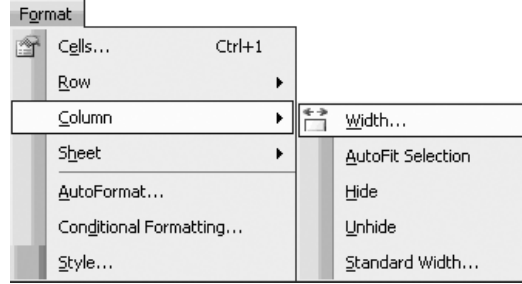 Format
Cells... Ctrl+1
Row
Column
Sheet
AutoFormat...
Conditional Formatting...
Style...
Width...
AutoFit Selection
Hide
Unhide
Standard Width...